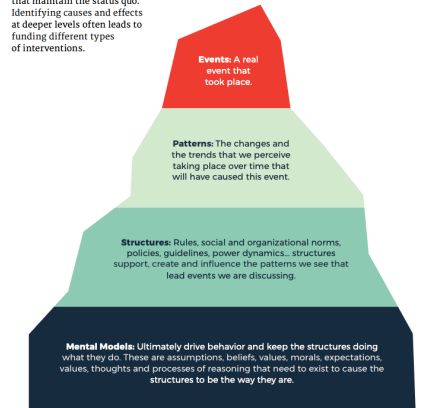 that maintain the status quo.
Identifying causes and effects
at deeper levels often leads to
funding different types
of interventions.
Events: A real
event that
took place.
Patterns: The changes and
the trends that we perceive
taking place over time that
will have caused this event.
Structures: Rules, social and organizational norms,
policies, guidelines, power dynamics... structures
support, create and influence the patterns we see that
lead events we are discussing.
Mental Models: Ultimately drive behavior and keep the structures doing
what they do. These are assumptions, beliefs, values, morals, expectations,
values, thoughts and processes of reasoning that need to exist to cause the
structures to be the way they are.